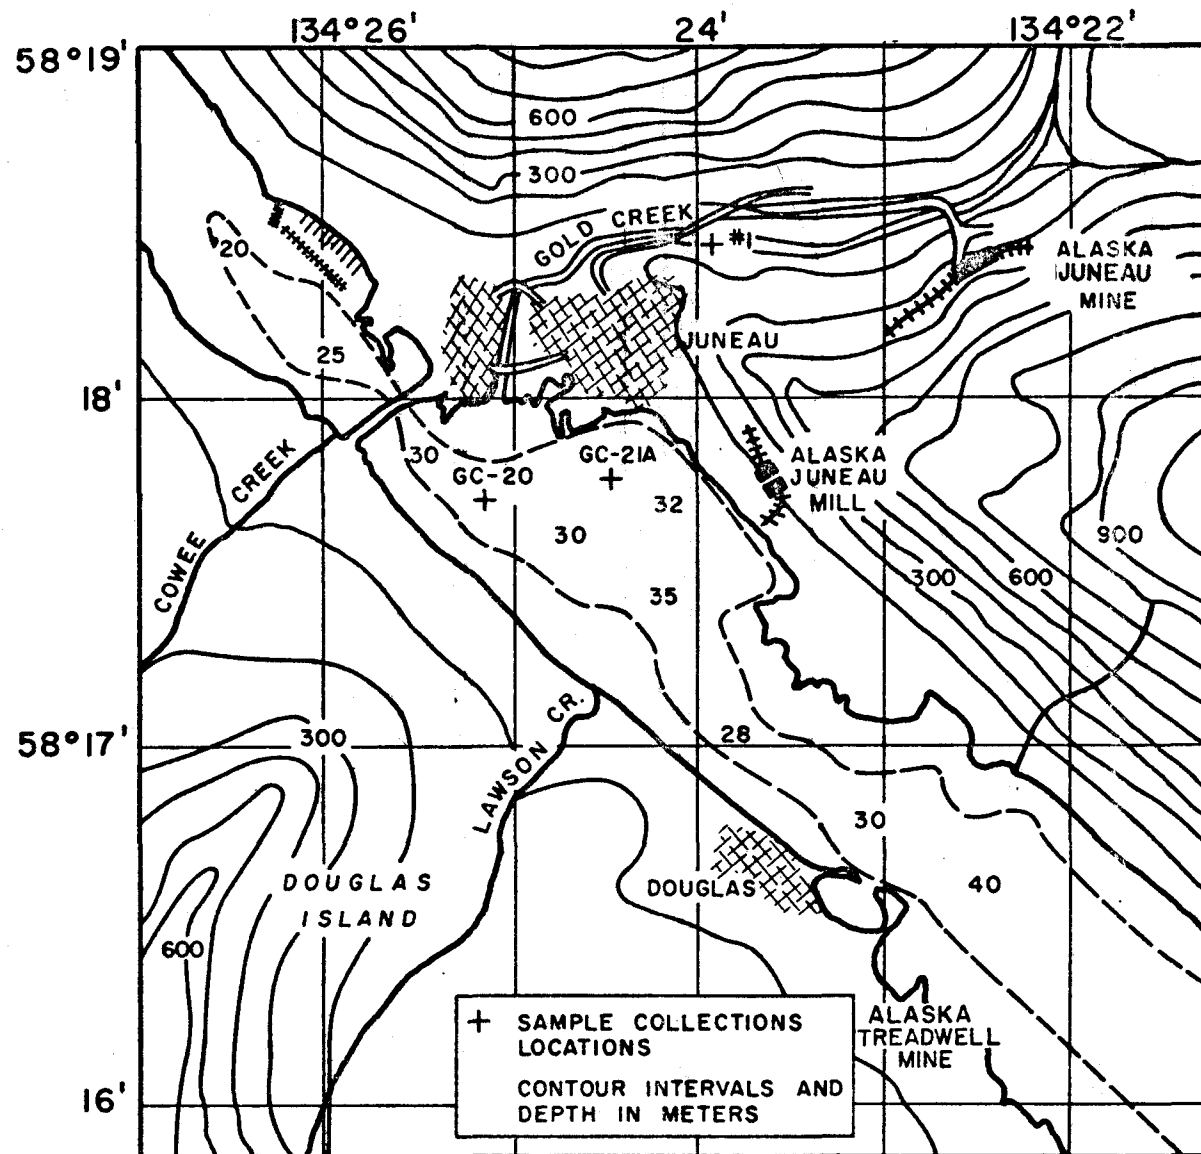 134°26'
24'
134°22'
58°19'
600
300
GOLD CREEK
#1
20
ALASKA
JUNEAU
MINE
25
JUNEAU
18'
30
GC-20
GC-21A
ALASKA
JUNEAU
MILL
COWEE CREEK
32
30
900
300
600
35
LAWSON CR.
58°17'
300
28
30
DOUGLAS
ISLAND
DOUGLAS
40
600
ALASKA
TREADWELL
MINE
+ SAMPLE COLLECTIONS
LOCATIONS
CONTOUR INTERVALS AND
DEPTH IN METERS
16'